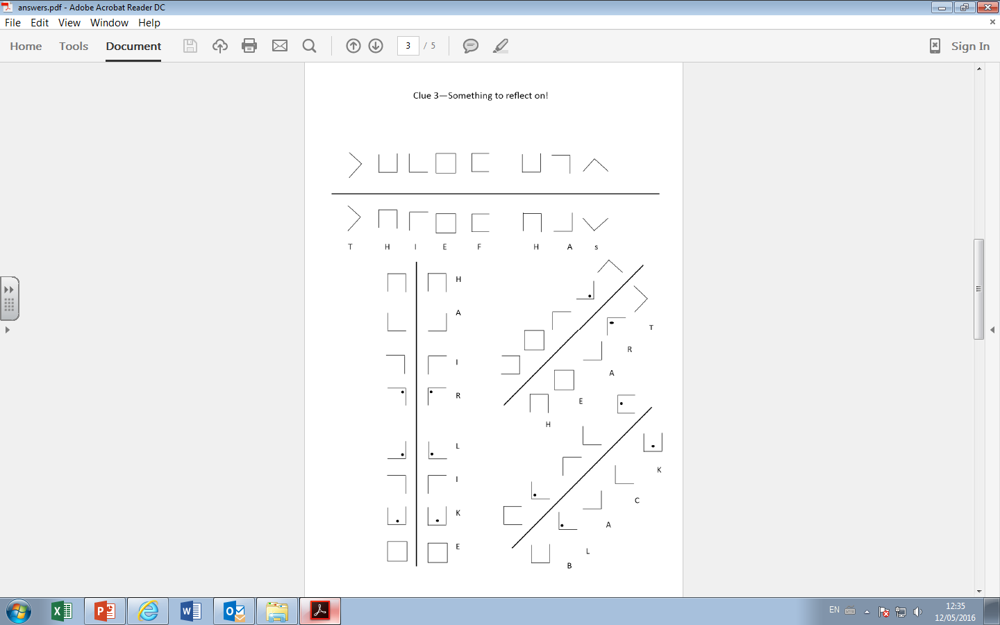 answers.pdf - Adobe Acrobat Reader DC
File Edit View Window Help
Home Tools Document 3 / 5 Sign In
Clue 3—Something to reflect on!
T H I E F H A s
H
A
I
R
L
I
K
E
T
R
A
E
H
K
C
A
L
B
EN 12:35
12/05/2016